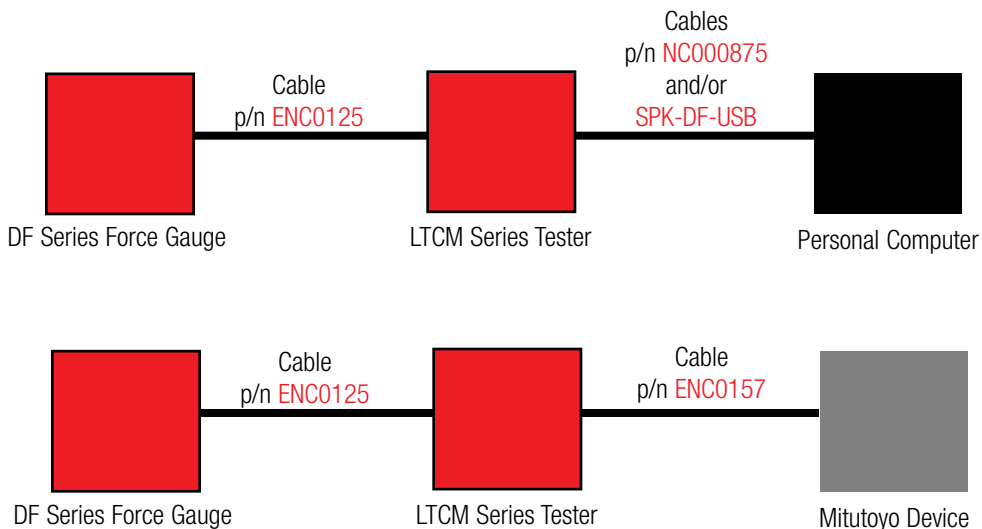 Cables
p/n NC000875
and/or
SPK-DF-USB
Cable
p/n ENC0125
DF Series Force Gauge
LTCM Series Tester
Personal Computer
Cable
p/n ENC0125
Cable
p/n ENC0157
DF Series Force Gauge
LTCM Series Tester
Mitutoyo Device